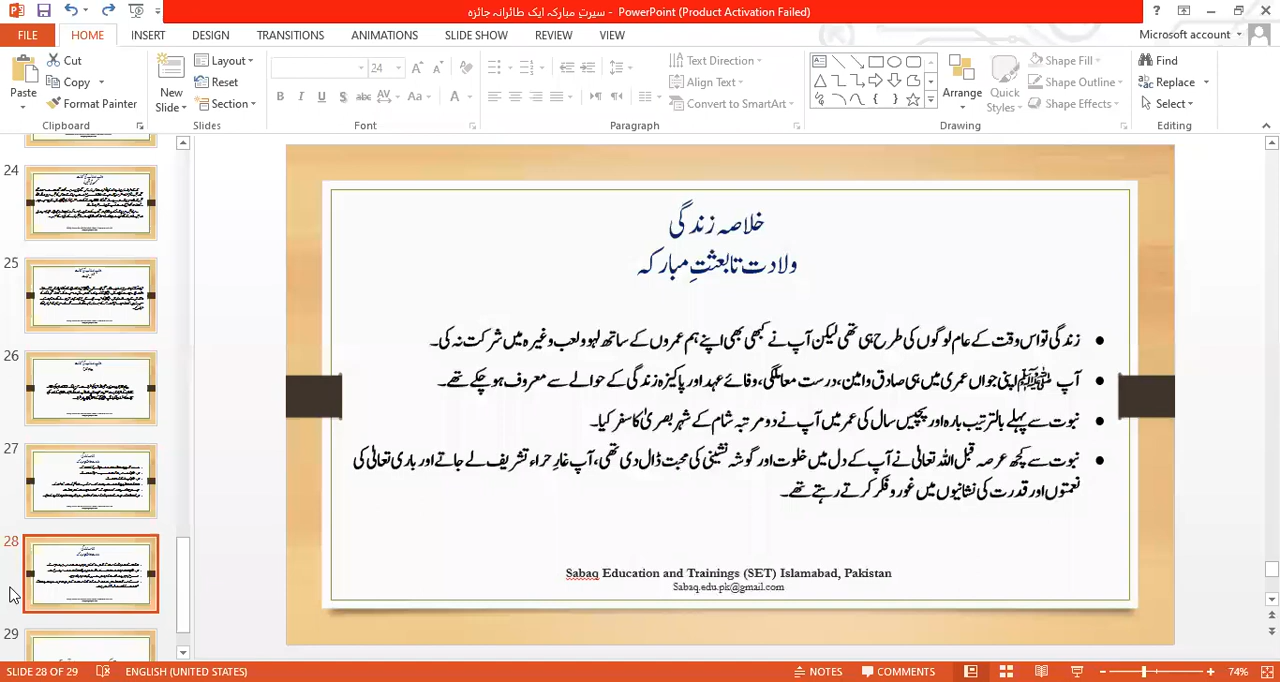 سیرتِ مبارکہ ایک طائرانہ جائزہ - PowerPoint (Product Activation Failed)
FILE HOME INSERT DESIGN TRANSITIONS ANIMATIONS SLIDE SHOW REVIEW VIEW Microsoft account
Cut Layout 24 Text Direction Shape Fill Find
Paste Copy New Slide Reset Align Text Arrange Quick Styles Shape Outline Replace
Format Painter Section B I U S abc AV Aa A Convert to SmartArt Shape Effects Select
Clipboard Slides Font Paragraph Drawing Editing
24
25
26
27
28
29
خلاصہ زندگی
ولادت تا بعثتِ مبارکہ
زندگی تو اس وقت کے عام لوگوں کی طرح ہی تھی لیکن آپ نے کبھی بھی اپنے ہم عمروں کے ساتھ لہو ولعب وغیرہ میں شرکت نہ کی۔
آپ ﷺ اپنی جواں عمری میں ہی صادق وامین، درست معاملگی، وفائے عہد اور پاکیزہ زندگی کے حوالے سے معروف ہو چکے تھے۔
نبوت سے پہلے بالترتیب بارہ اور پچیس سال کی عمر میں آپ نے دو مرتبہ شام کے شہر بصریٰ کا سفر کیا۔
نبوت سے کچھ عرصہ قبل اللہ تعالیٰ نے آپ کے دل میں خلوت اور گوشہ نشینی کی محبت ڈال دی تھی، آپ غارِ حراء تشریف لے جاتے اور باری تعالیٰ کی
نعمتوں اور قدرت کی نشانیوں میں غور و فکر کرتے رہتے تھے۔
Sabaq Education and Trainings (SET) Islamabad, Pakistan
Sabaq.edu.pk@gmail.com
SLIDE 28 OF 29 ENGLISH (UNITED STATES) NOTES COMMENTS 74%